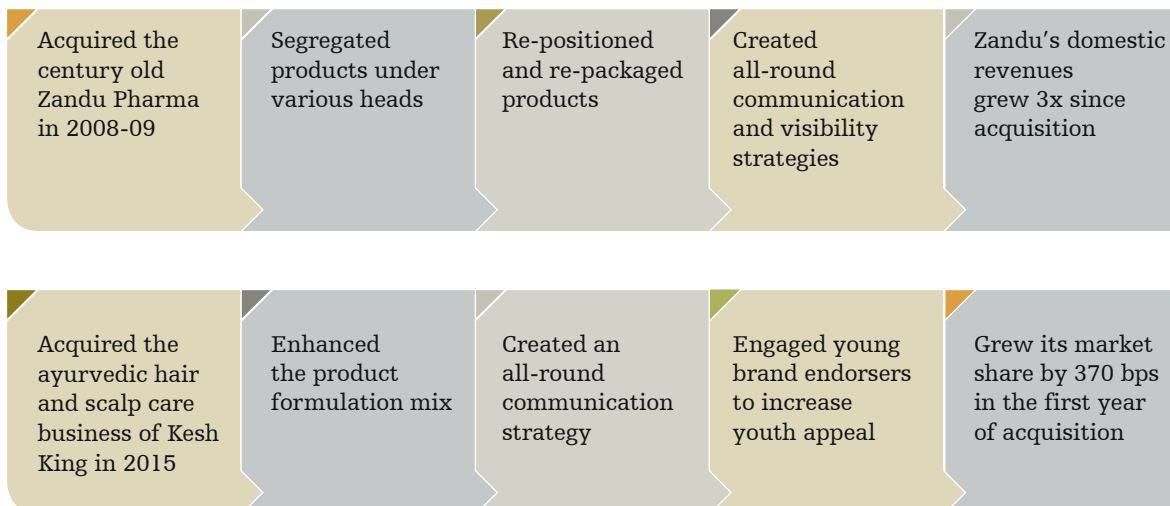 Acquired the
century old
Zandu Pharma
in 2008-09
Segregated
products under
various heads
Re-positioned
and re-packaged
products
Created
all-round
communication
and visibility
strategies
Zandu's domestic
revenues
grew 3x since
acquisition
Acquired the
ayurvedic hair
and scalp care
business of Kesh
King in 2015
Enhanced
the product
formulation mix
Created an
all-round
communication
strategy
Engaged young
brand endorsers
to increase
youth appeal
Grew its market
share by 370 bps
in the first year
of acquisition